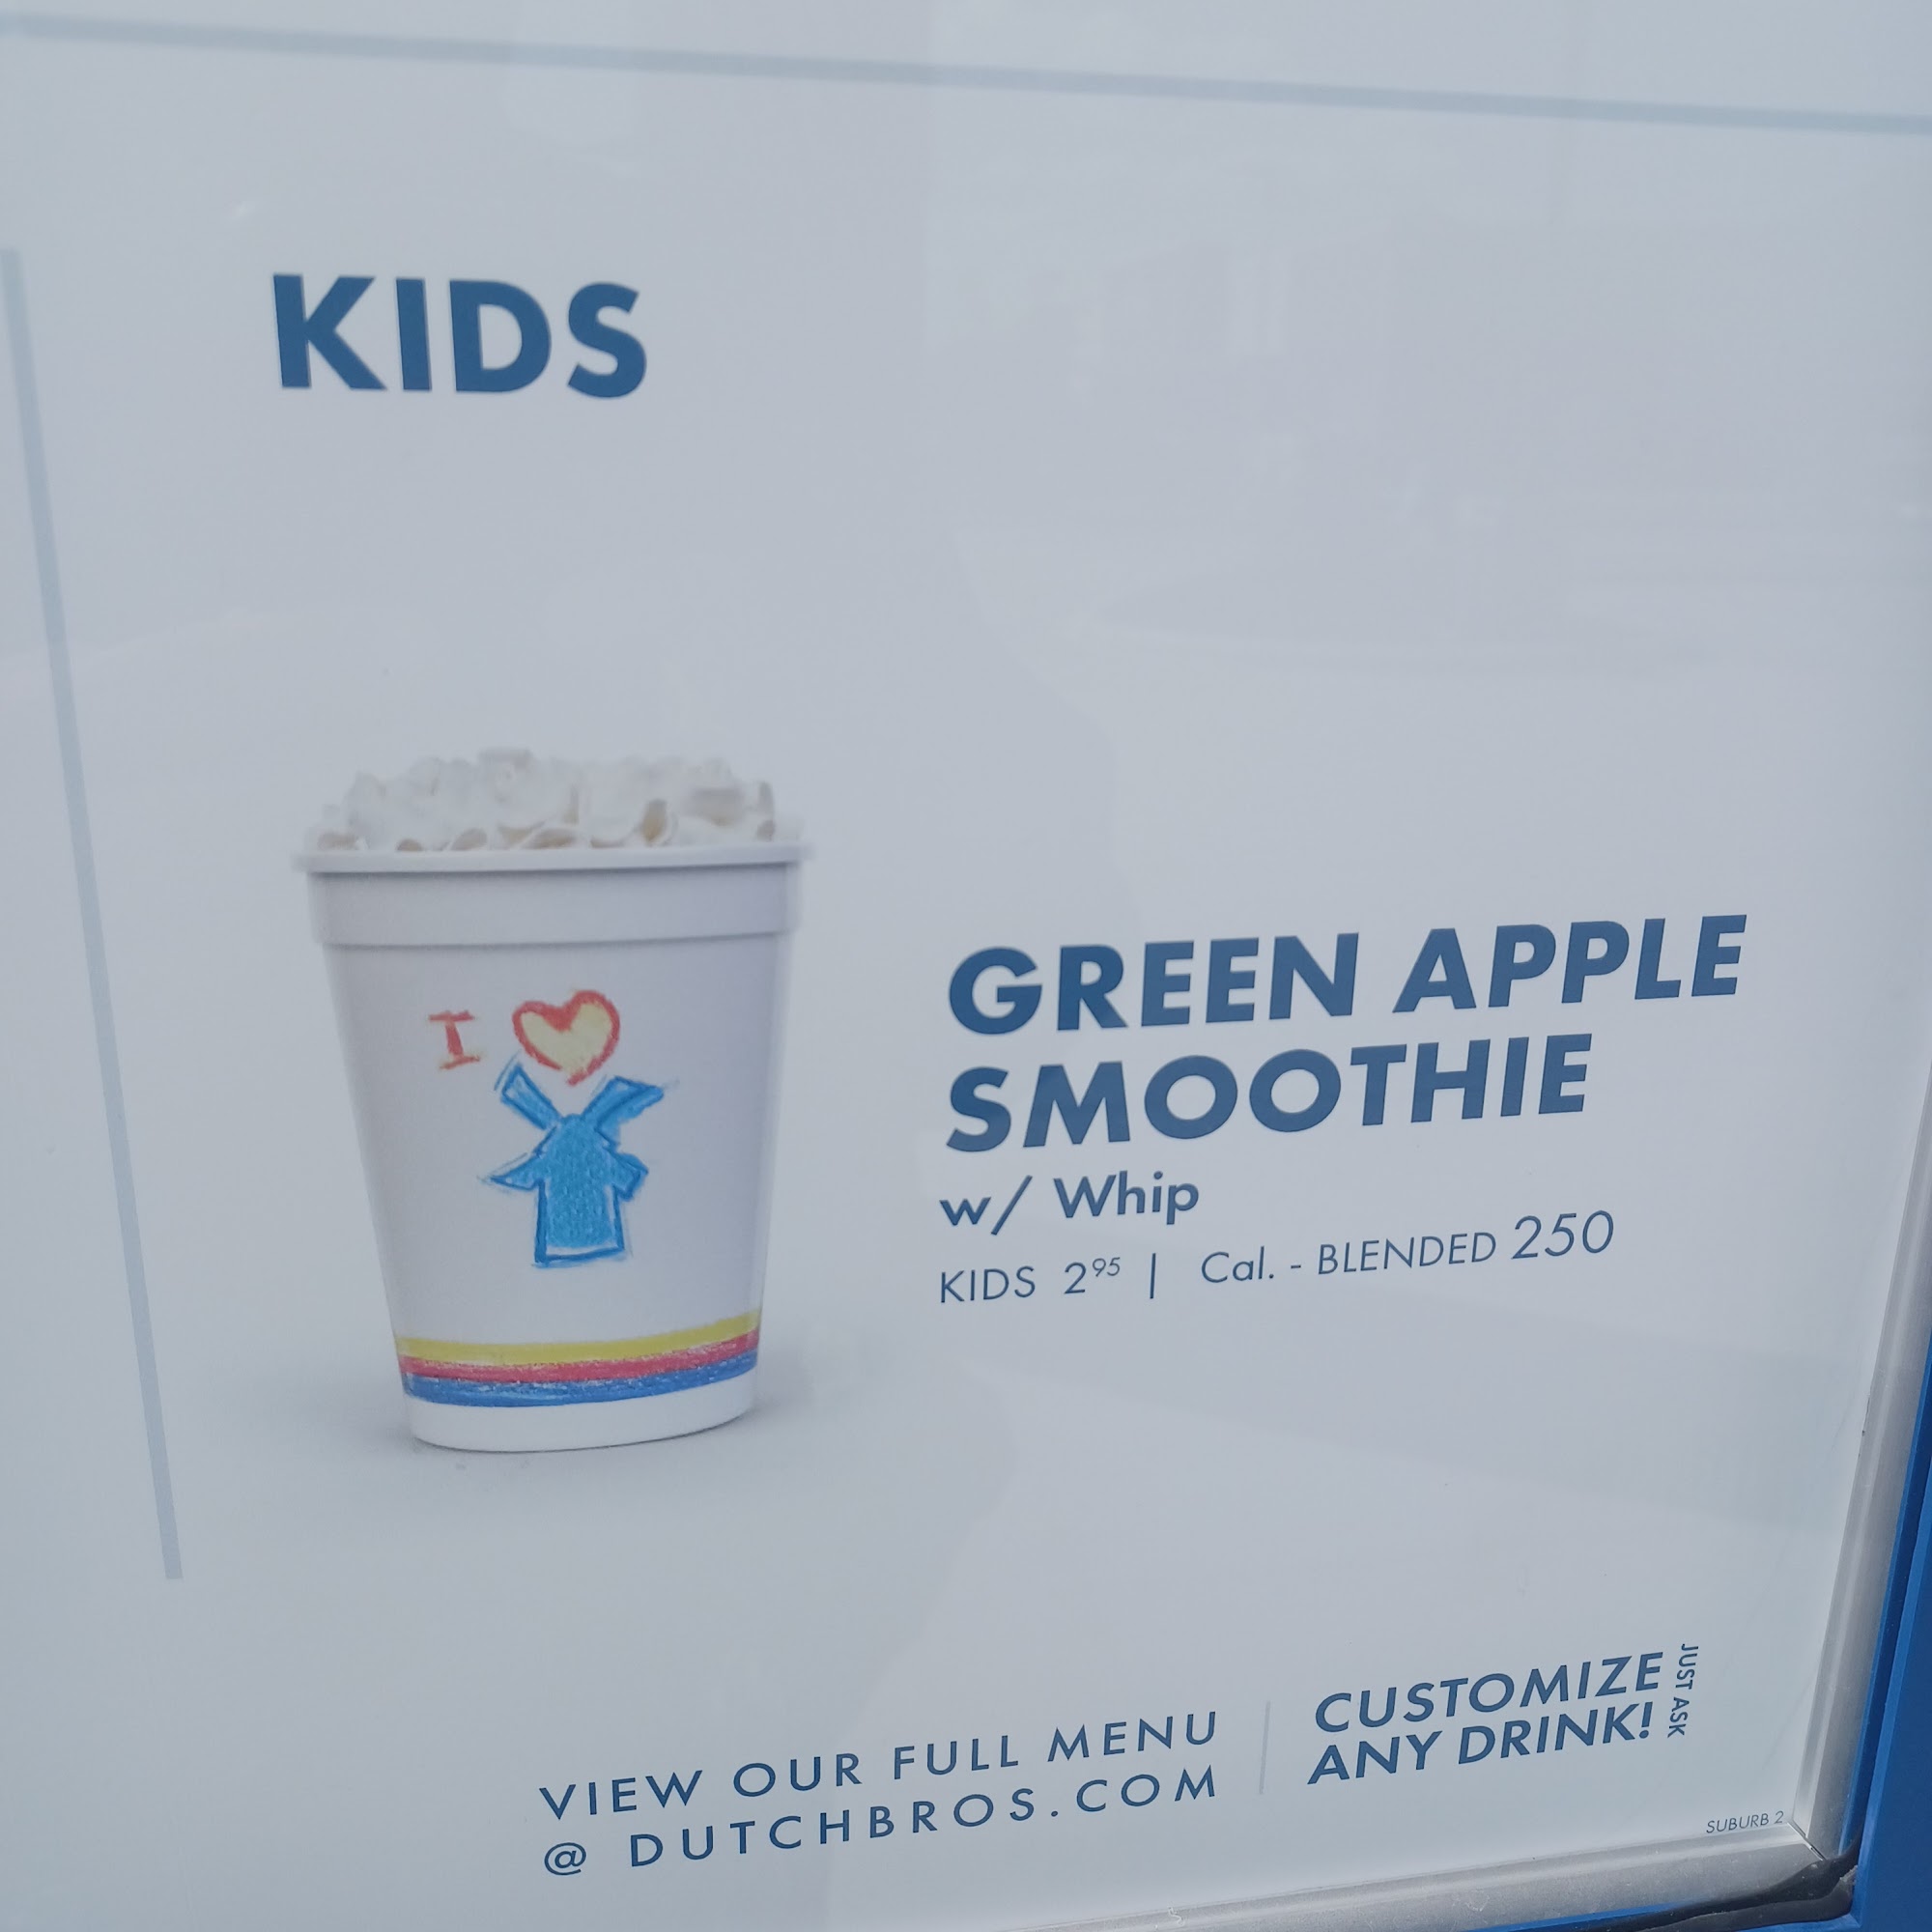 KIDS
I
GREEN APPLE
SMOOTHIE
w/ Whip
KIDS 2⁹⁵ | Cal. - BLENDED 250
VIEW OUR FULL MENU
@ DUTCHBROS.COM
CUSTOMIZE
ANY DRINK!
JUST ASK
SUBURB 2